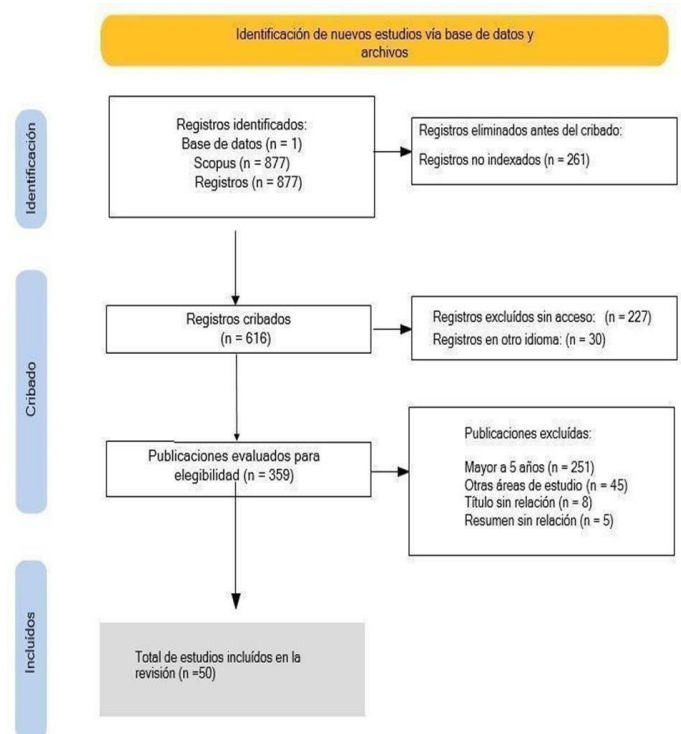 Identificación de nuevos estudios vía base de datos y
archivos
Identificación
Registros identificados:
Base de datos (n = 1)
Scopus (n = 877)
Registros (n = 877)
Registros eliminados antes del cribado:
Registros no indexados (n = 261)
Cribado
Registros cribados
(n = 616)
Registros excluídos sin acceso: (n = 227)
Registros en otro idioma: (n = 30)
Publicaciones evaluados para
elegibilidad (n = 359)
Publicaciones excluídas:
Mayor a 5 años (n = 251)
Otras áreas de estudio (n = 45)
Título sin relación (n = 8)
Resumen sin relación (n = 5)
Incluídos
Total de estudios incluídos en la
revisión (n =50)